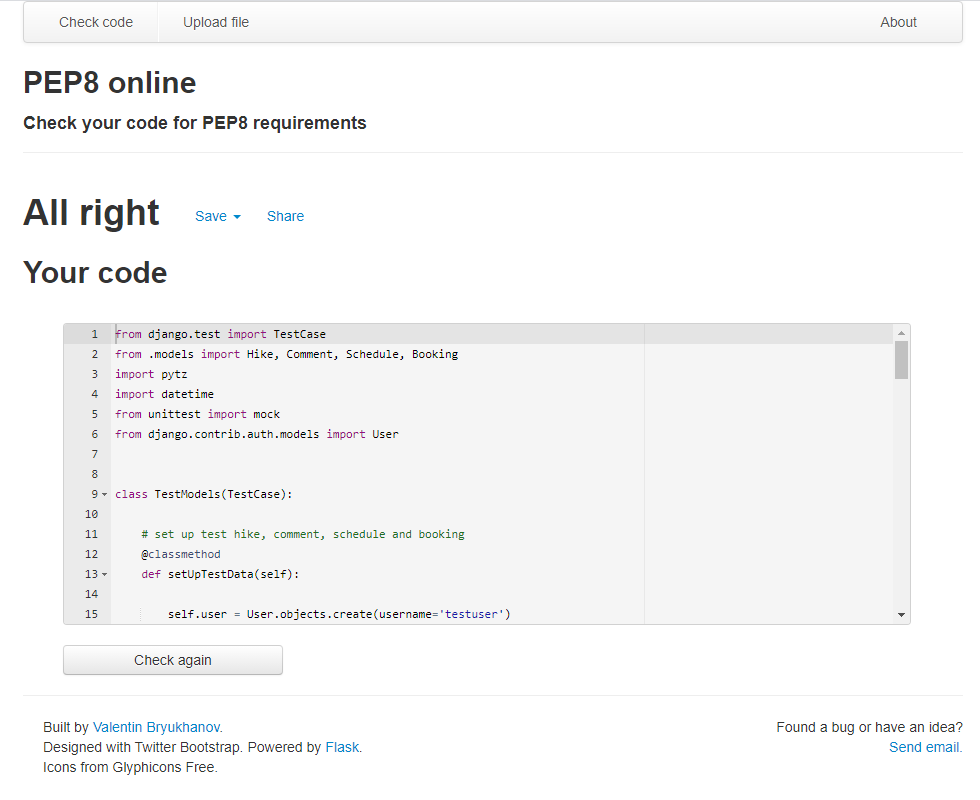 Check code Upload file About
PEP8 online
Check your code for PEP8 requirements
All right Save Share
Your code
1 from django.test import TestCase
2 from .models import Hike, Comment, Schedule, Booking
3 import pytz
4 import datetime
5 from unittest import mock
6 from django.contrib.auth.models import User
7
8
9 class TestModels(TestCase):
10
11 # set up test hike, comment, schedule and booking
12 @classmethod
13 def setUpTestData(self):
14
15 self.user = User.objects.create(username='testuser')
Check again
Built by Valentin Bryukhanov. Found a bug or have an idea?
Designed with Twitter Bootstrap. Powered by Flask. Send email.
Icons from Glyphicons Free.